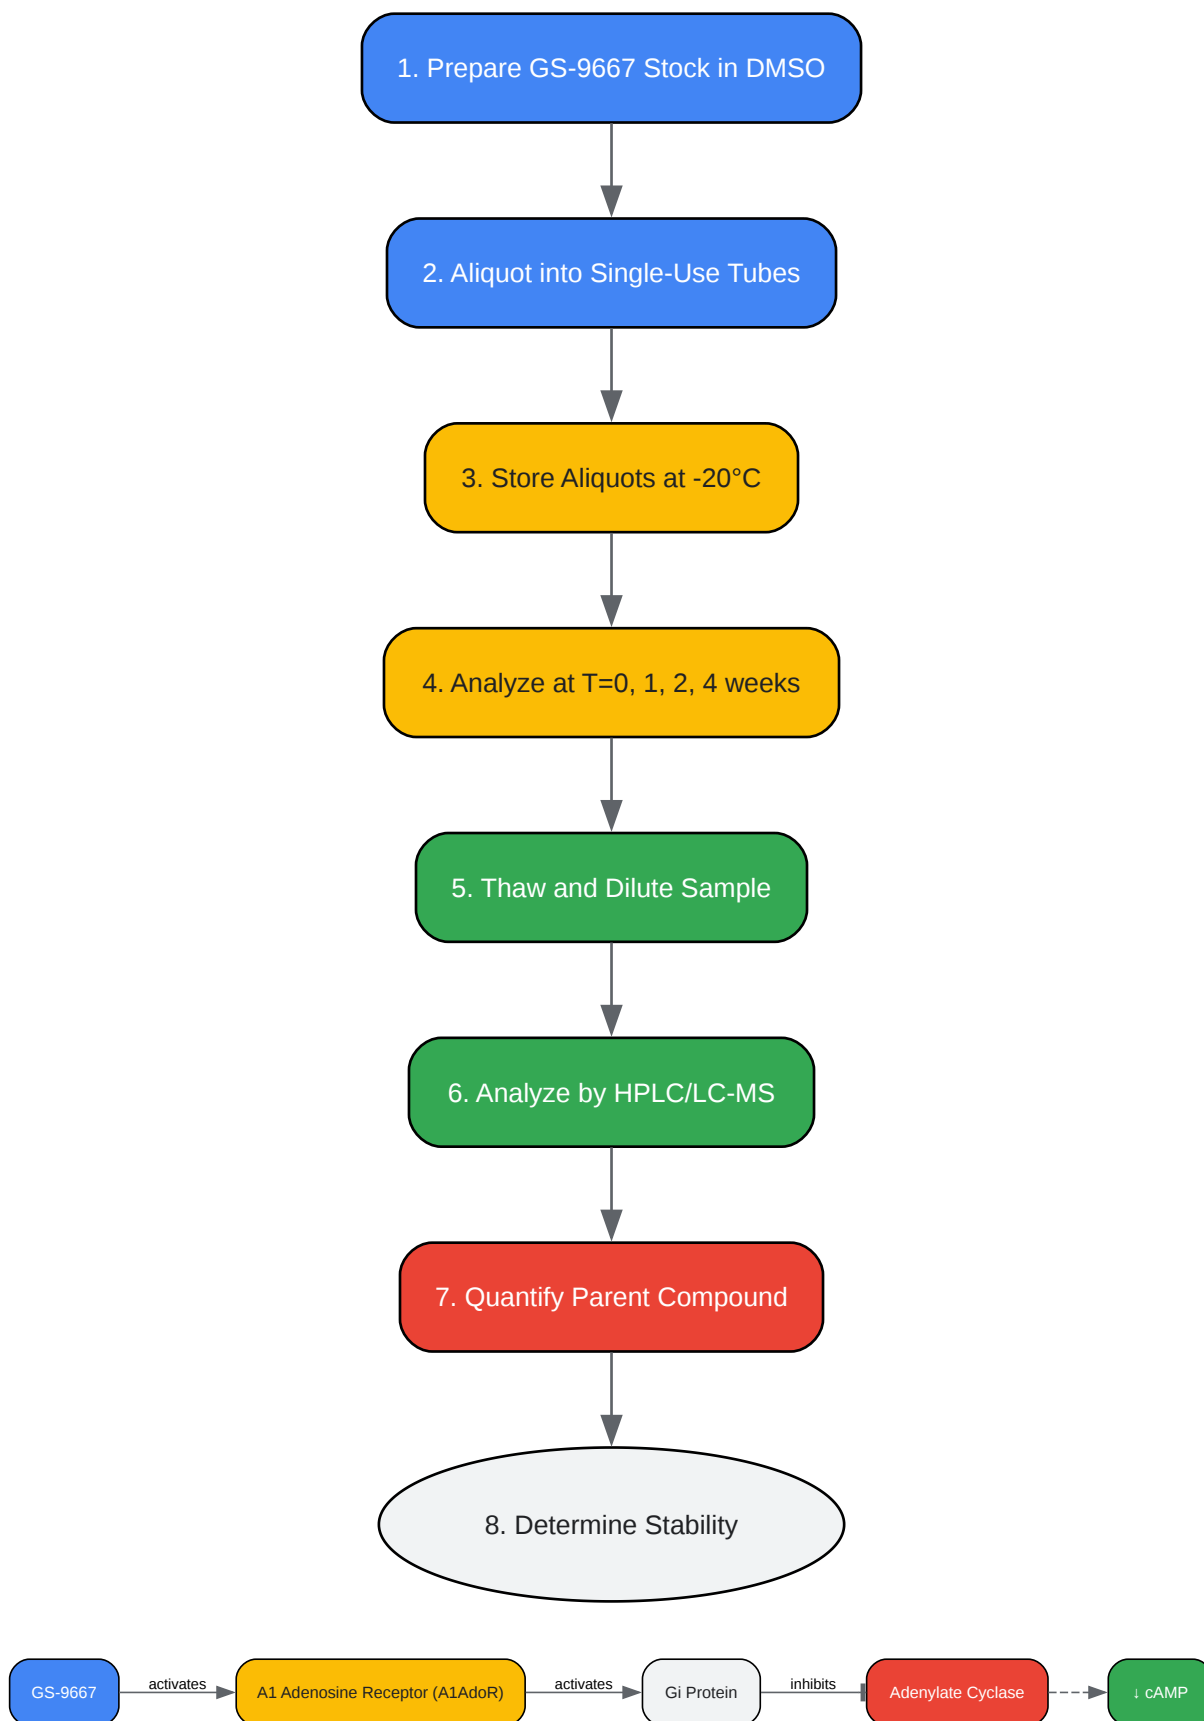 1. Prepare GS-9667 Stock in DMSO
2. Aliquot into Single-Use Tubes
3. Store Aliquots at -20°C
4. Analyze at T=0, 1, 2, 4 weeks
5. Thaw and Dilute Sample
6. Analyze by HPLC/LC-MS
7. Quantify Parent Compound
8. Determine Stability
GS-9667
activates
A1 Adenosine Receptor (A1AdoR)
activates
Gi Protein
inhibits
Adenylate Cyclase
↓ cAMP